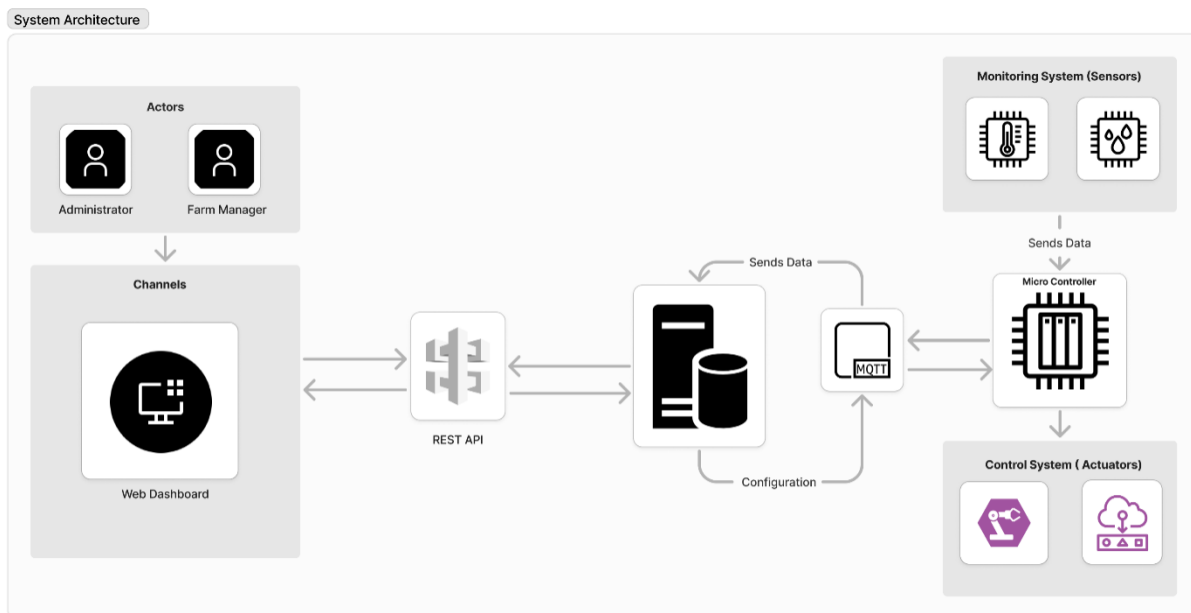 System Architecture
Actors
Administrator
Farm Manager
Channels
Web Dashboard
REST API
Sends Data
Configuration
MQTT
Monitoring System (Sensors)
Sends Data
Micro Controller
Control System ( Actuators)